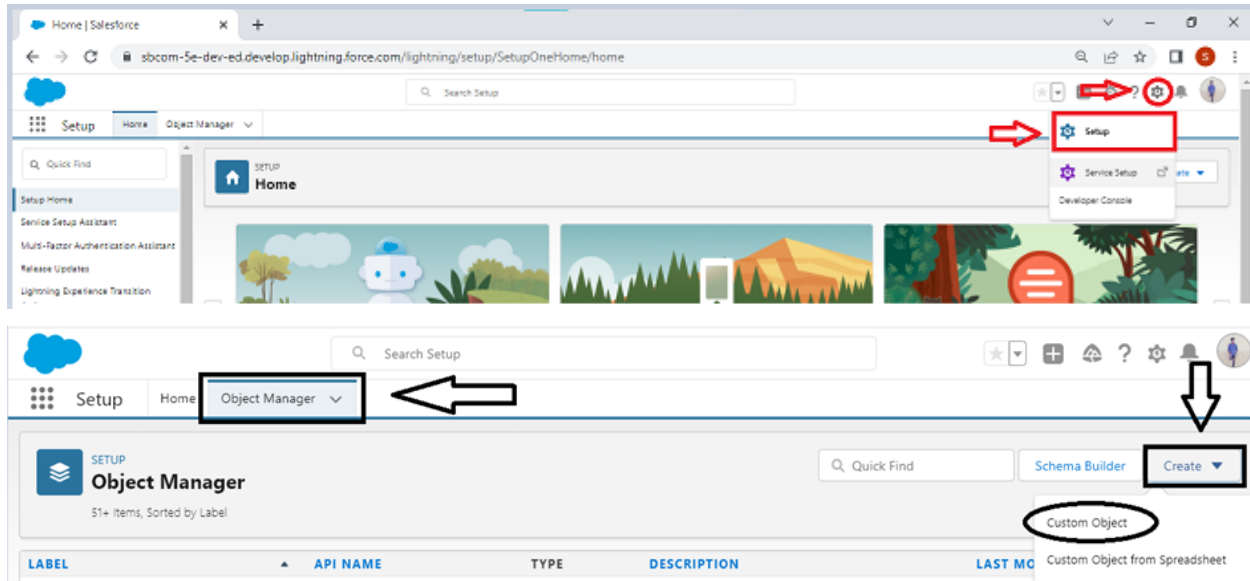 Home | Salesforce
sbcom-5e-dev-ed.develop.lightning.force.com/lightning/setup/SetupOneHome/home
S
Search Setup
?
Setup Home Object Manager
Setup
Quick Find
SETUP
Home
Service Setup
Developer Console
Setup Home
Service Setup Assistant
Multi-Factor Authentication Assistant
Release Updates
Lightning Experience Transition
Search Setup
?
Setup Home Object Manager
SETUP
Object Manager
51+ Items, Sorted by Label
Quick Find
Schema Builder
Create
Custom Object
Custom Object from Spreadsheet
LABEL API NAME TYPE DESCRIPTION LAST MO